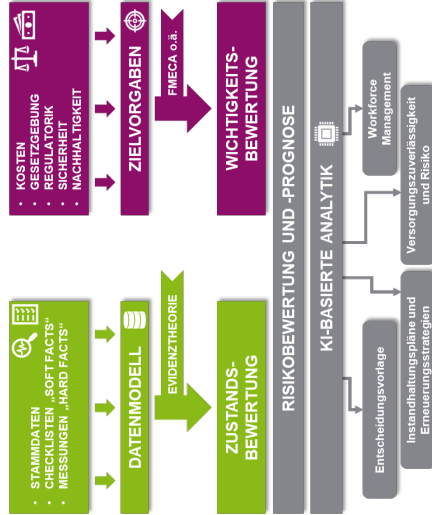 • STAMMDATEN
• CHECKLISTEN „SOFT FACTS“
• MESSUNGEN „HARD FACTS“
DATENMODELL
EVIDENZTHEORIE
ZUSTANDS-
BEWERTUNG
• KOSTEN
• GESETZGEBUNG
• REGULATORIK
• SICHERHEIT
• NACHHALTIGKEIT
ZIELVORGABEN
FMECA o.ä.
WICHTIGKEITS-
BEWERTUNG
RISIKOBEWERTUNG UND -PROGNOSE
KI-BASIERTE ANALYTIK
Entscheidungsvorlage
Instandhaltungspläne und
Erneuerungsstrategien
Versorgungszuverlässigkeit
und Risiko
Workforce
Management